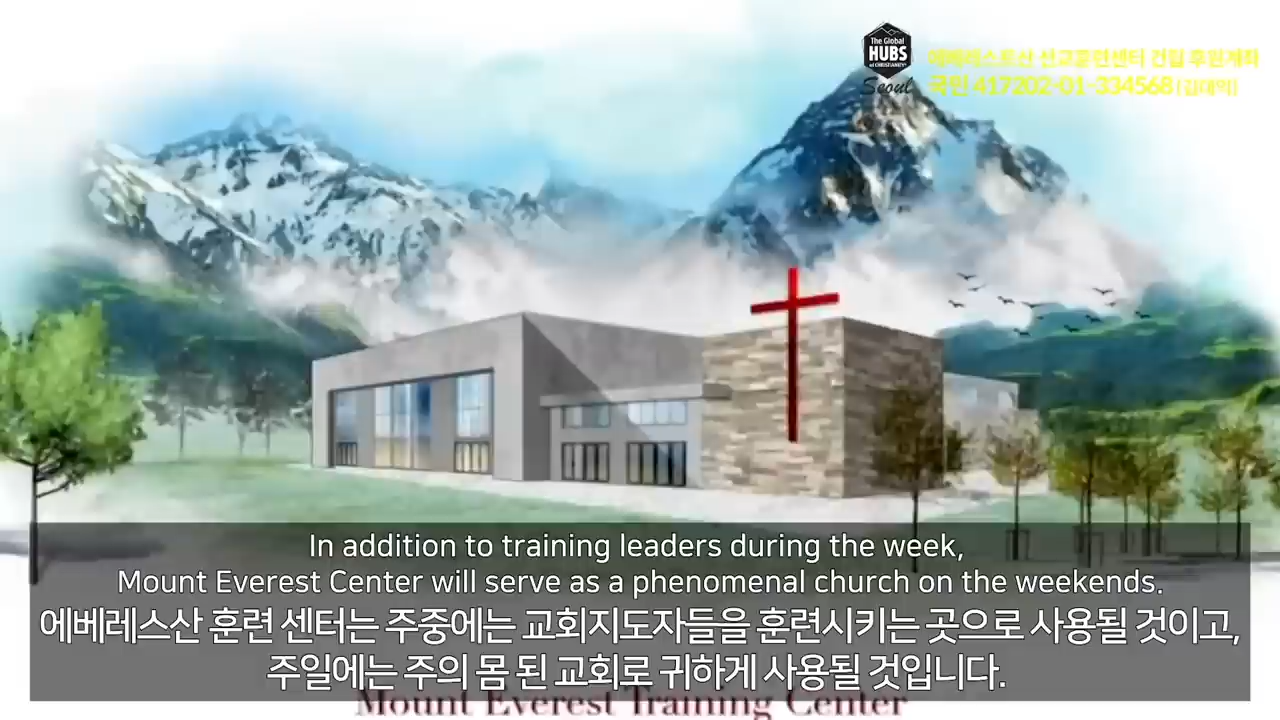 The Global
HUBS
of CHRISTIANITY
Seoul
에베레스트산 선교훈련센터 건립 후원계좌
국민 417202-01-334568 (김대억)
In addition to training leaders during the week,
Mount Everest Center will serve as a phenomenal church on the weekends.
에베레스산 훈련 센터는 주중에는 교회지도자들을 훈련시키는 곳으로 사용될 것이고,
주일에는 주의 몸 된 교회로 귀하게 사용될 것입니다.
Mount Everest Training Center